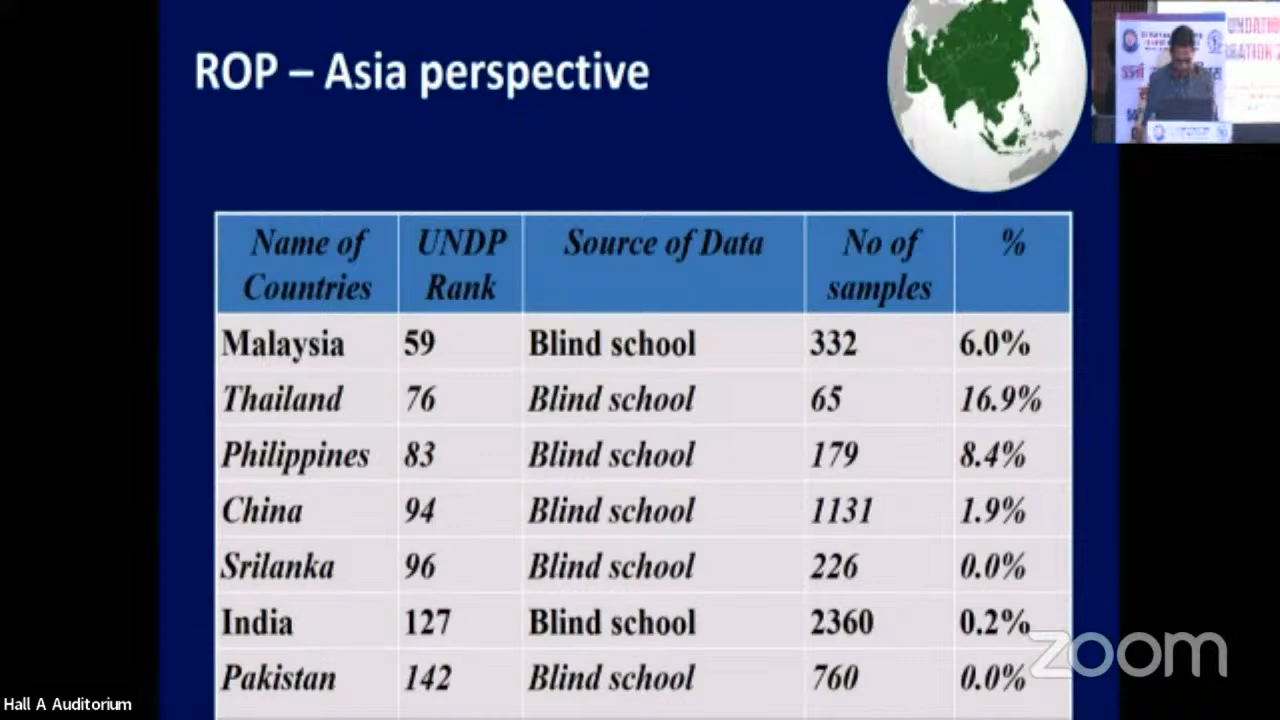 ROP – Asia perspective
Name of Countries UNDP Rank Source of Data No of samples %
Malaysia 59 Blind school 332 6.0%
Thailand 76 Blind school 65 16.9%
Philippines 83 Blind school 179 8.4%
China 94 Blind school 1131 1.9%
Srilanka 96 Blind school 226 0.0%
India 127 Blind school 2360 0.2%
Pakistan 142 Blind school 760 0.0%
zoom
Hall A Auditorium